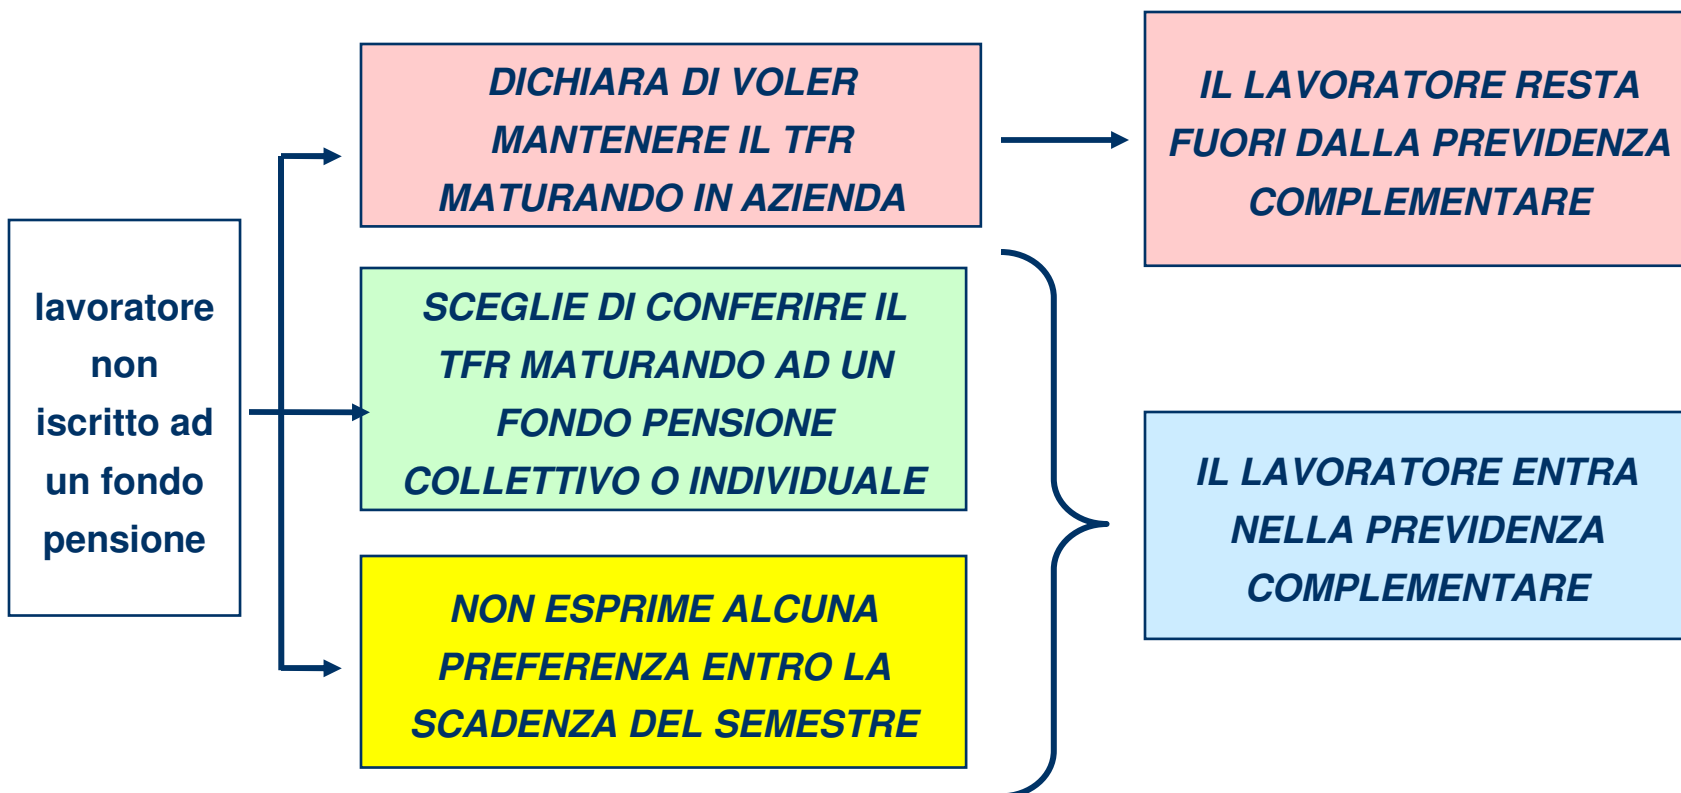 lavoratore
non
iscritto ad
un fondo
pensione
DICHIARA DI VOLER
MANTENERE IL TFR
MATURANDO IN AZIENDA
IL LAVORATORE RESTA
FUORI DALLA PREVIDENZA
COMPLEMENTARE
SCEGLIE DI CONFERIRE IL
TFR MATURANDO AD UN
FONDO PENSIONE
COLLETTIVO O INDIVIDUALE
NON ESPRIME ALCUNA
PREFERENZA ENTRO LA
SCADENZA DEL SEMESTRE
IL LAVORATORE ENTRA
NELLA PREVIDENZA
COMPLEMENTARE